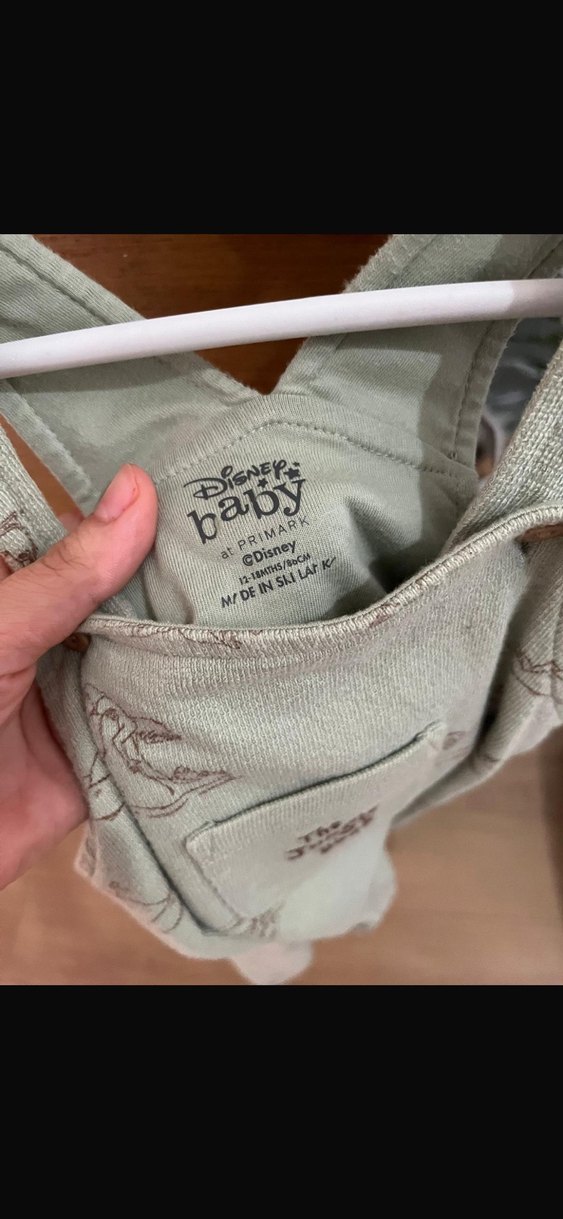 DISNEY
baby
at PRIMARK
©Disney
12-18MTHS/86CM
MADE IN SRI LANKA
The
Jungle
Book